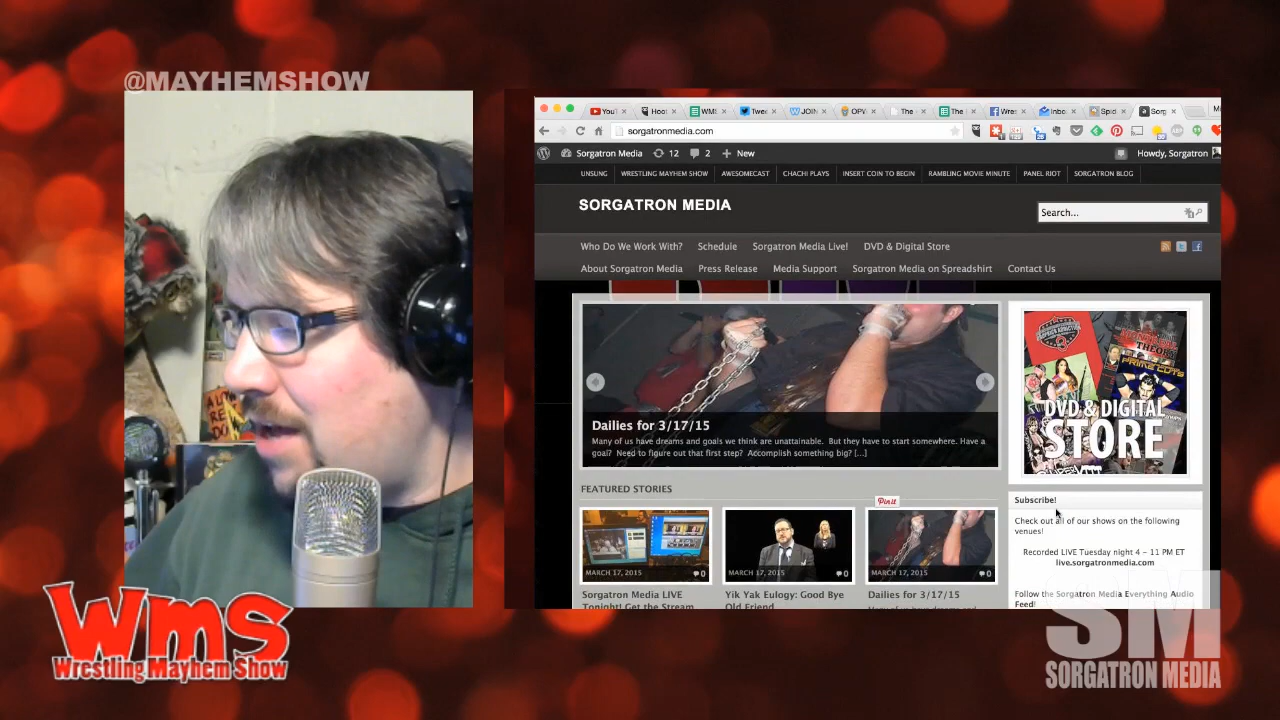 @MAYHEMSHOW
sorgatronmedia.com
Sorgatron Media 12 2 + New Howdy, Sorgatron
UNSUNG WRESTLING MAYHEM SHOW AWESOMECAST CHACHI PLAYS INSERT COIN TO BEGIN RAMBLING MOVIE MINUTE PANEL RIOT SORGATRON BLOG
SORGATRON MEDIA
Search...
Who Do We Work With? Schedule Sorgatron Media Live! DVD & Digital Store
About Sorgatron Media Press Release Media Support Sorgatron Media on Spreadshirt Contact Us
Dailies for 3/17/15
Many of us have dreams and goals we think are unattainable. But they have to start somewhere. Have a
goal? Need to figure out that first step? Accomplish something big? [...]
DVD & DIGITAL
STORE
FEATURED STORIES
Pinit
MARCH 17, 2015 0
MARCH 17, 2015 0
MARCH 17, 2015 0
Sorgatron Media LIVE
Tonight! Get the Stream
Yik Yak Eulogy: Good Bye
Old Friend
Dailies for 3/17/15
Subscribe!
Check out all of our shows on the following
venues!
Recorded LIVE Tuesday night 4 - 11 PM ET
live.sorgatronmedia.com
Follow the Sorgatron Media Everything Audio
Feed!
Wms
Wrestling Mayhem Show
SM
SORGATRON MEDIA